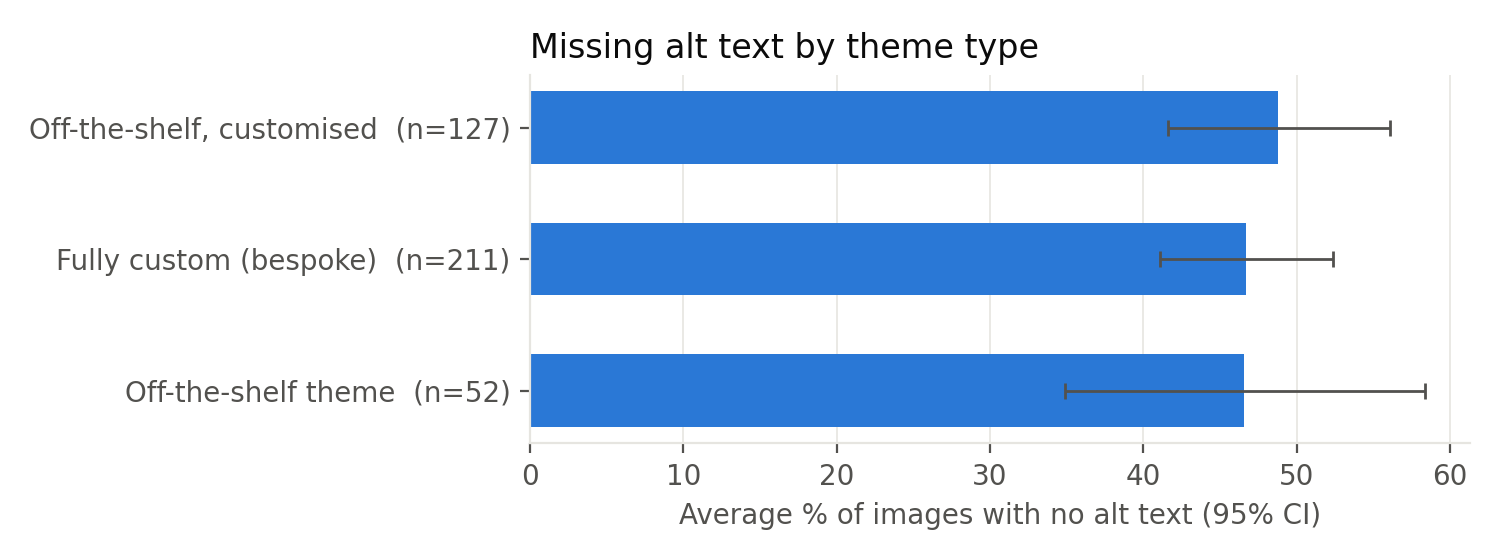 Missing alt text by theme type
Off-the-shelf, customised  (n=127)
Fully custom (bespoke)  (n=211)
Off-the-shelf theme  (n=52)
0 10 20 30 40 50 60
Average % of images with no alt text (95% CI)